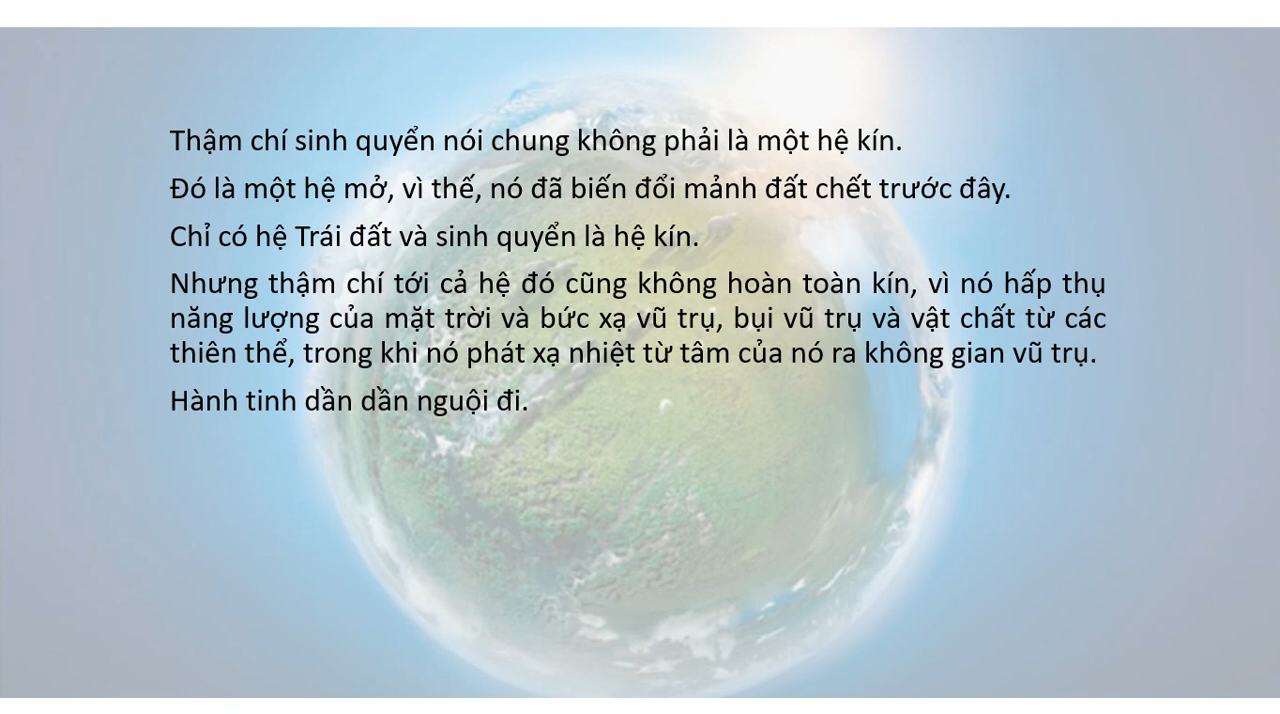 Thậm chí sinh quyển nói chung không phải là một hệ kín.
Đó là một hệ mở, vì thế, nó đã biến đổi mảnh đất chết trước đây.
Chỉ có hệ Trái đất và sinh quyển là hệ kín.
Nhưng thậm chí tới cả hệ đó cũng không hoàn toàn kín, vì nó hấp thụ
năng lượng của mặt trời và bức xạ vũ trụ, bụi vũ trụ và vật chất từ các
thiên thể, trong khi nó phát xạ nhiệt từ tâm của nó ra không gian vũ trụ.
Hành tinh dần dần nguội đi.